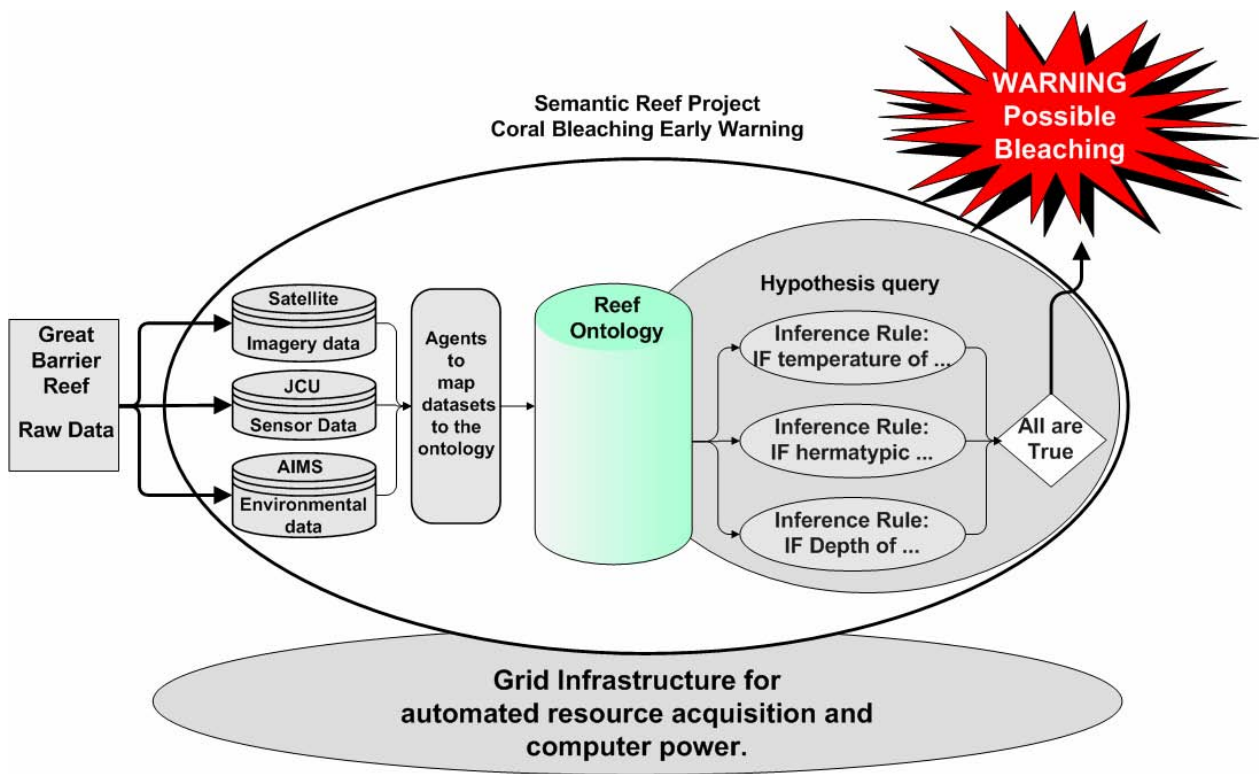 Semantic Reef Project
Coral Bleaching Early Warning
WARNING
Possible
Bleaching
Great
Barrier
Reef
Raw Data
Satellite
Imagery data
JCU
Sensor Data
AIMS
Environmental
data
Agents
to
map
datasets
to the
ontology
Reef
Ontology
Hypothesis query
Inference Rule:
IF temperature of ...
Inference Rule:
IF hermatypic ...
Inference Rule:
IF Depth of ...
All are
True
Grid Infrastructure for
automated resource acquisition and
computer power.